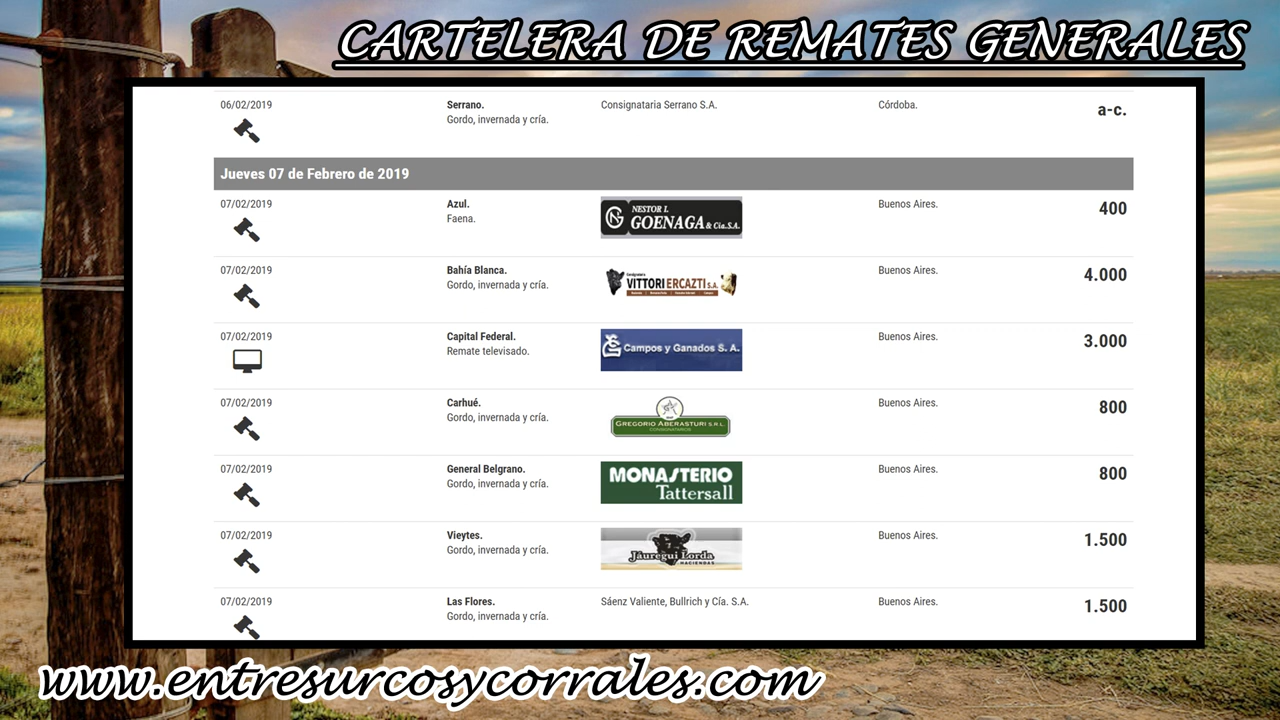 CARTELERA DE REMATES GENERALES
06/02/2019 Serrano. Consignataria Serrano S.A. Córdoba. a-c.
Gordo, invernada y cría.
Jueves 07 de Febrero de 2019
07/02/2019 Azul. NESTOR L. GOENAGA & Cia.S.A. Buenos Aires. 400
Faena.
07/02/2019 Bahía Blanca. VITTORI ERCAZTI S.A. Buenos Aires. 4.000
Gordo, invernada y cría.
07/02/2019 Capital Federal. Campos y Ganados S. A. Buenos Aires. 3.000
Remate televisado.
07/02/2019 Carhué. GREGORIO ABERASTURI S.R.L. CONSIGNATARIOS Buenos Aires. 800
Gordo, invernada y cría.
07/02/2019 General Belgrano. MONASTERIO Tattersall Buenos Aires. 800
Gordo, invernada y cría.
07/02/2019 Vieytes. Jáuregui Lorda HACIENDAS Buenos Aires. 1.500
Gordo, invernada y cría.
07/02/2019 Las Flores. Sáenz Valiente, Bullrich y Cía. S.A. Buenos Aires. 1.500
Gordo, invernada y cría.
www.entresurcosycorrales.com